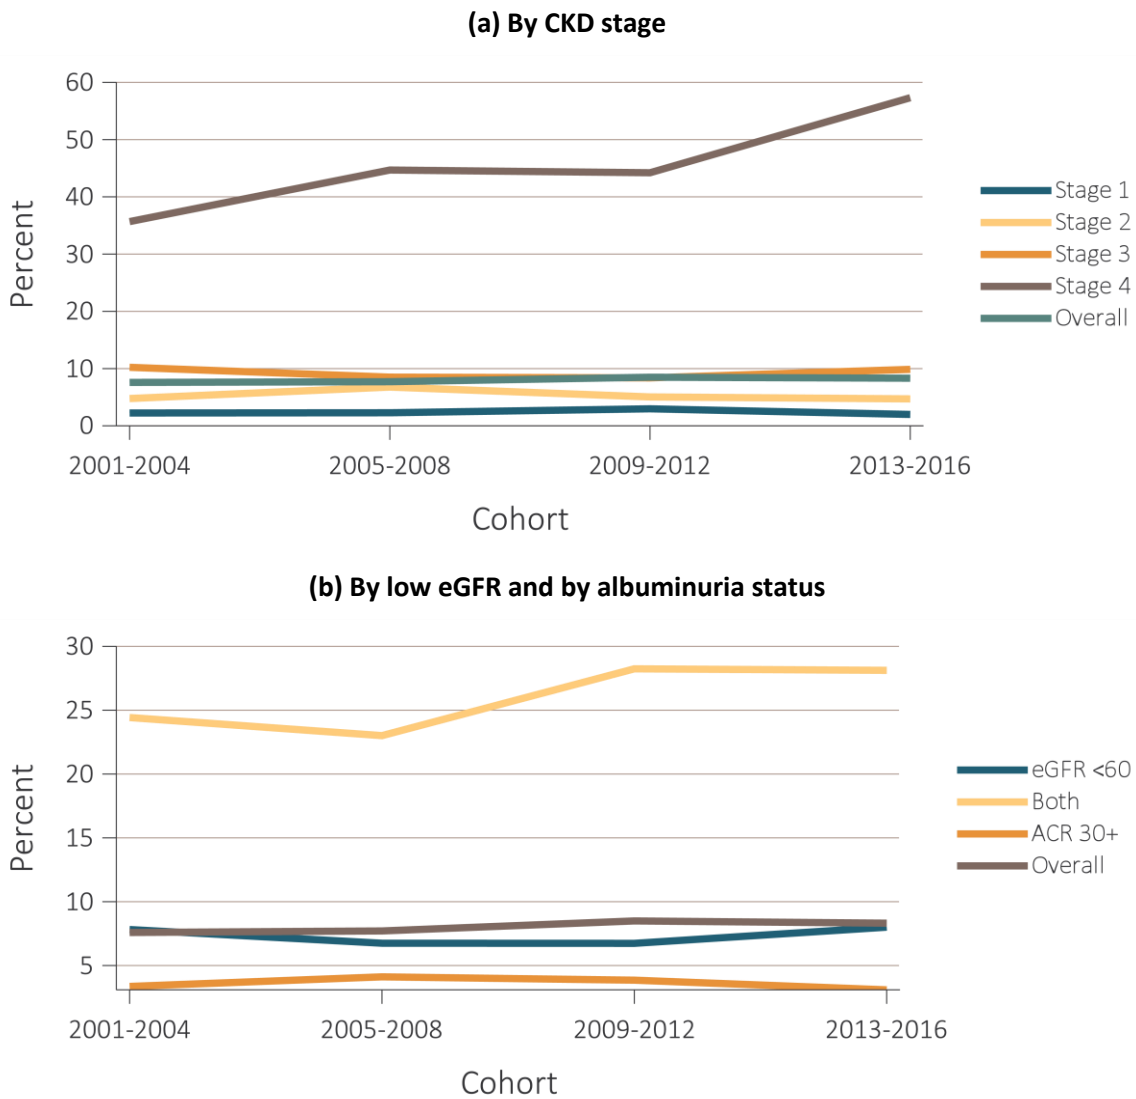 (a) By CKD stage
60
50
40
30
20
10
0
Percent
2001-2004 2005-2008 2009-2012 2013-2016
Cohort
Stage 1
Stage 2
Stage 3
Stage 4
Overall
(b) By low eGFR and by albuminuria status
30
25
20
15
10
5
Percent
2001-2004 2005-2008 2009-2012 2013-2016
Cohort
eGFR <60
Both
ACR 30+
Overall